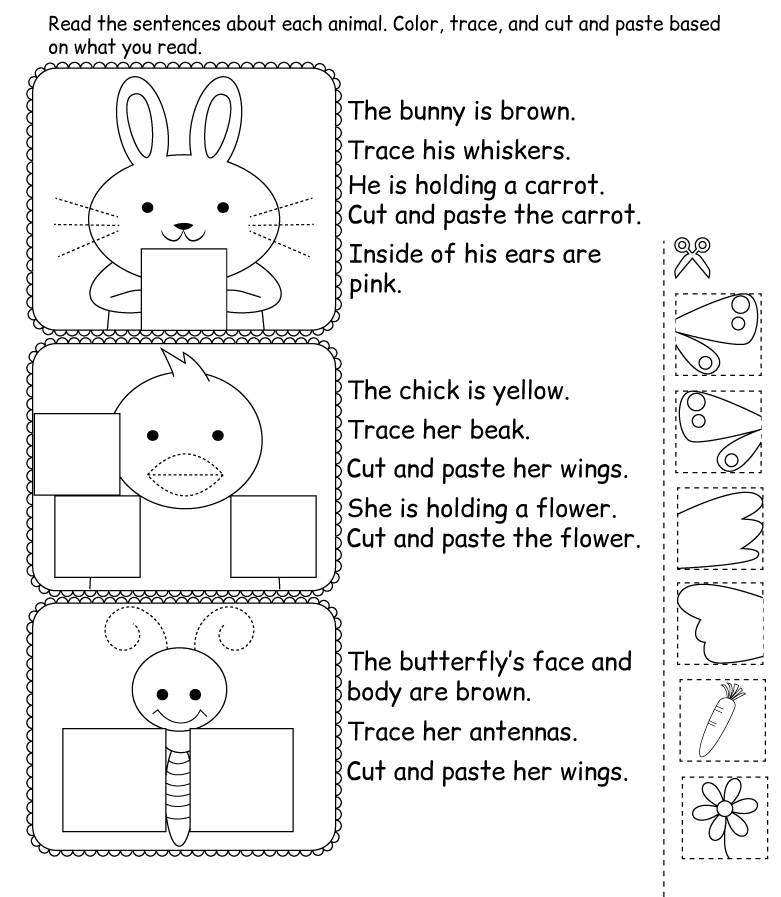 Read the sentences about each animal. Color, trace, and cut and paste based
on what you read.
The bunny is brown.
Trace his whiskers.
He is holding a carrot.
Cut and paste the carrot.
Inside of his ears are
pink.
The chick is yellow.
Trace her beak.
Cut and paste her wings.
She is holding a flower.
Cut and paste the flower.
The butterfly's face and
body are brown.
Trace her antennas.
Cut and paste her wings.